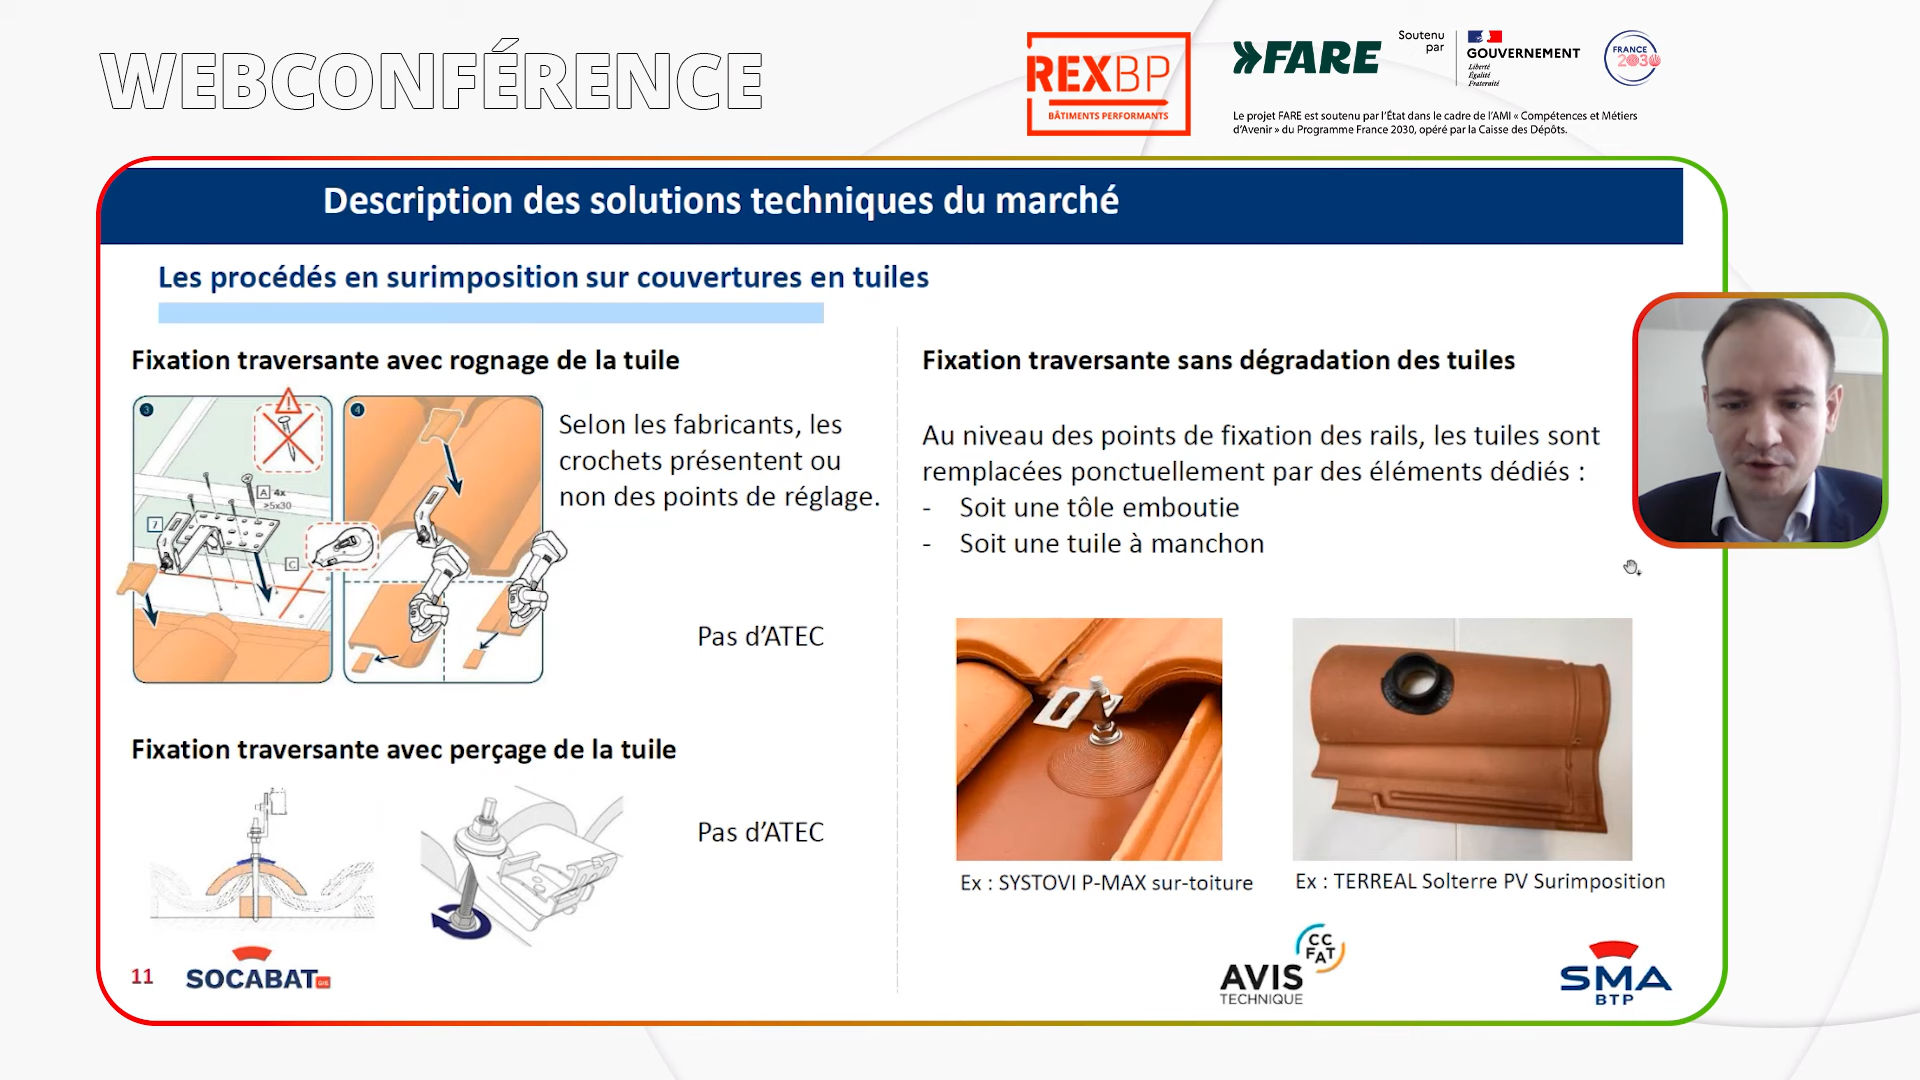 WEBCONFÉRENCE
REXBP
BÂTIMENTS PERFORMANTS
FARE
Soutenu
par
GOUVERNEMENT
Liberté
Égalité
Fraternité
FRANCE
2030
Le projet FARE est soutenu par l'État dans le cadre de l'AMI « Compétences et Métiers
d'Avenir » du Programme France 2030, opéré par la Caisse des Dépôts.
Description des solutions techniques du marché
Les procédés en surimposition sur couvertures en tuiles
Fixation traversante avec rognage de la tuile
3
A 4x
>5x30
7
C
4
Selon les fabricants, les
crochets présentent ou
non des points de réglage.
Pas d'ATEC
Fixation traversante avec perçage de la tuile
Pas d'ATEC
Fixation traversante sans dégradation des tuiles
Au niveau des points de fixation des rails, les tuiles sont
remplacées ponctuellement par des éléments dédiés :
- Soit une tôle emboutie
- Soit une tuile à manchon
Ex : SYSTOVI P-MAX sur-toiture
Ex : TERREAL Solterre PV Surimposition
11
SOCABAT GIE
CC
FAT
AVIS
TECHNIQUE
SMA
BTP